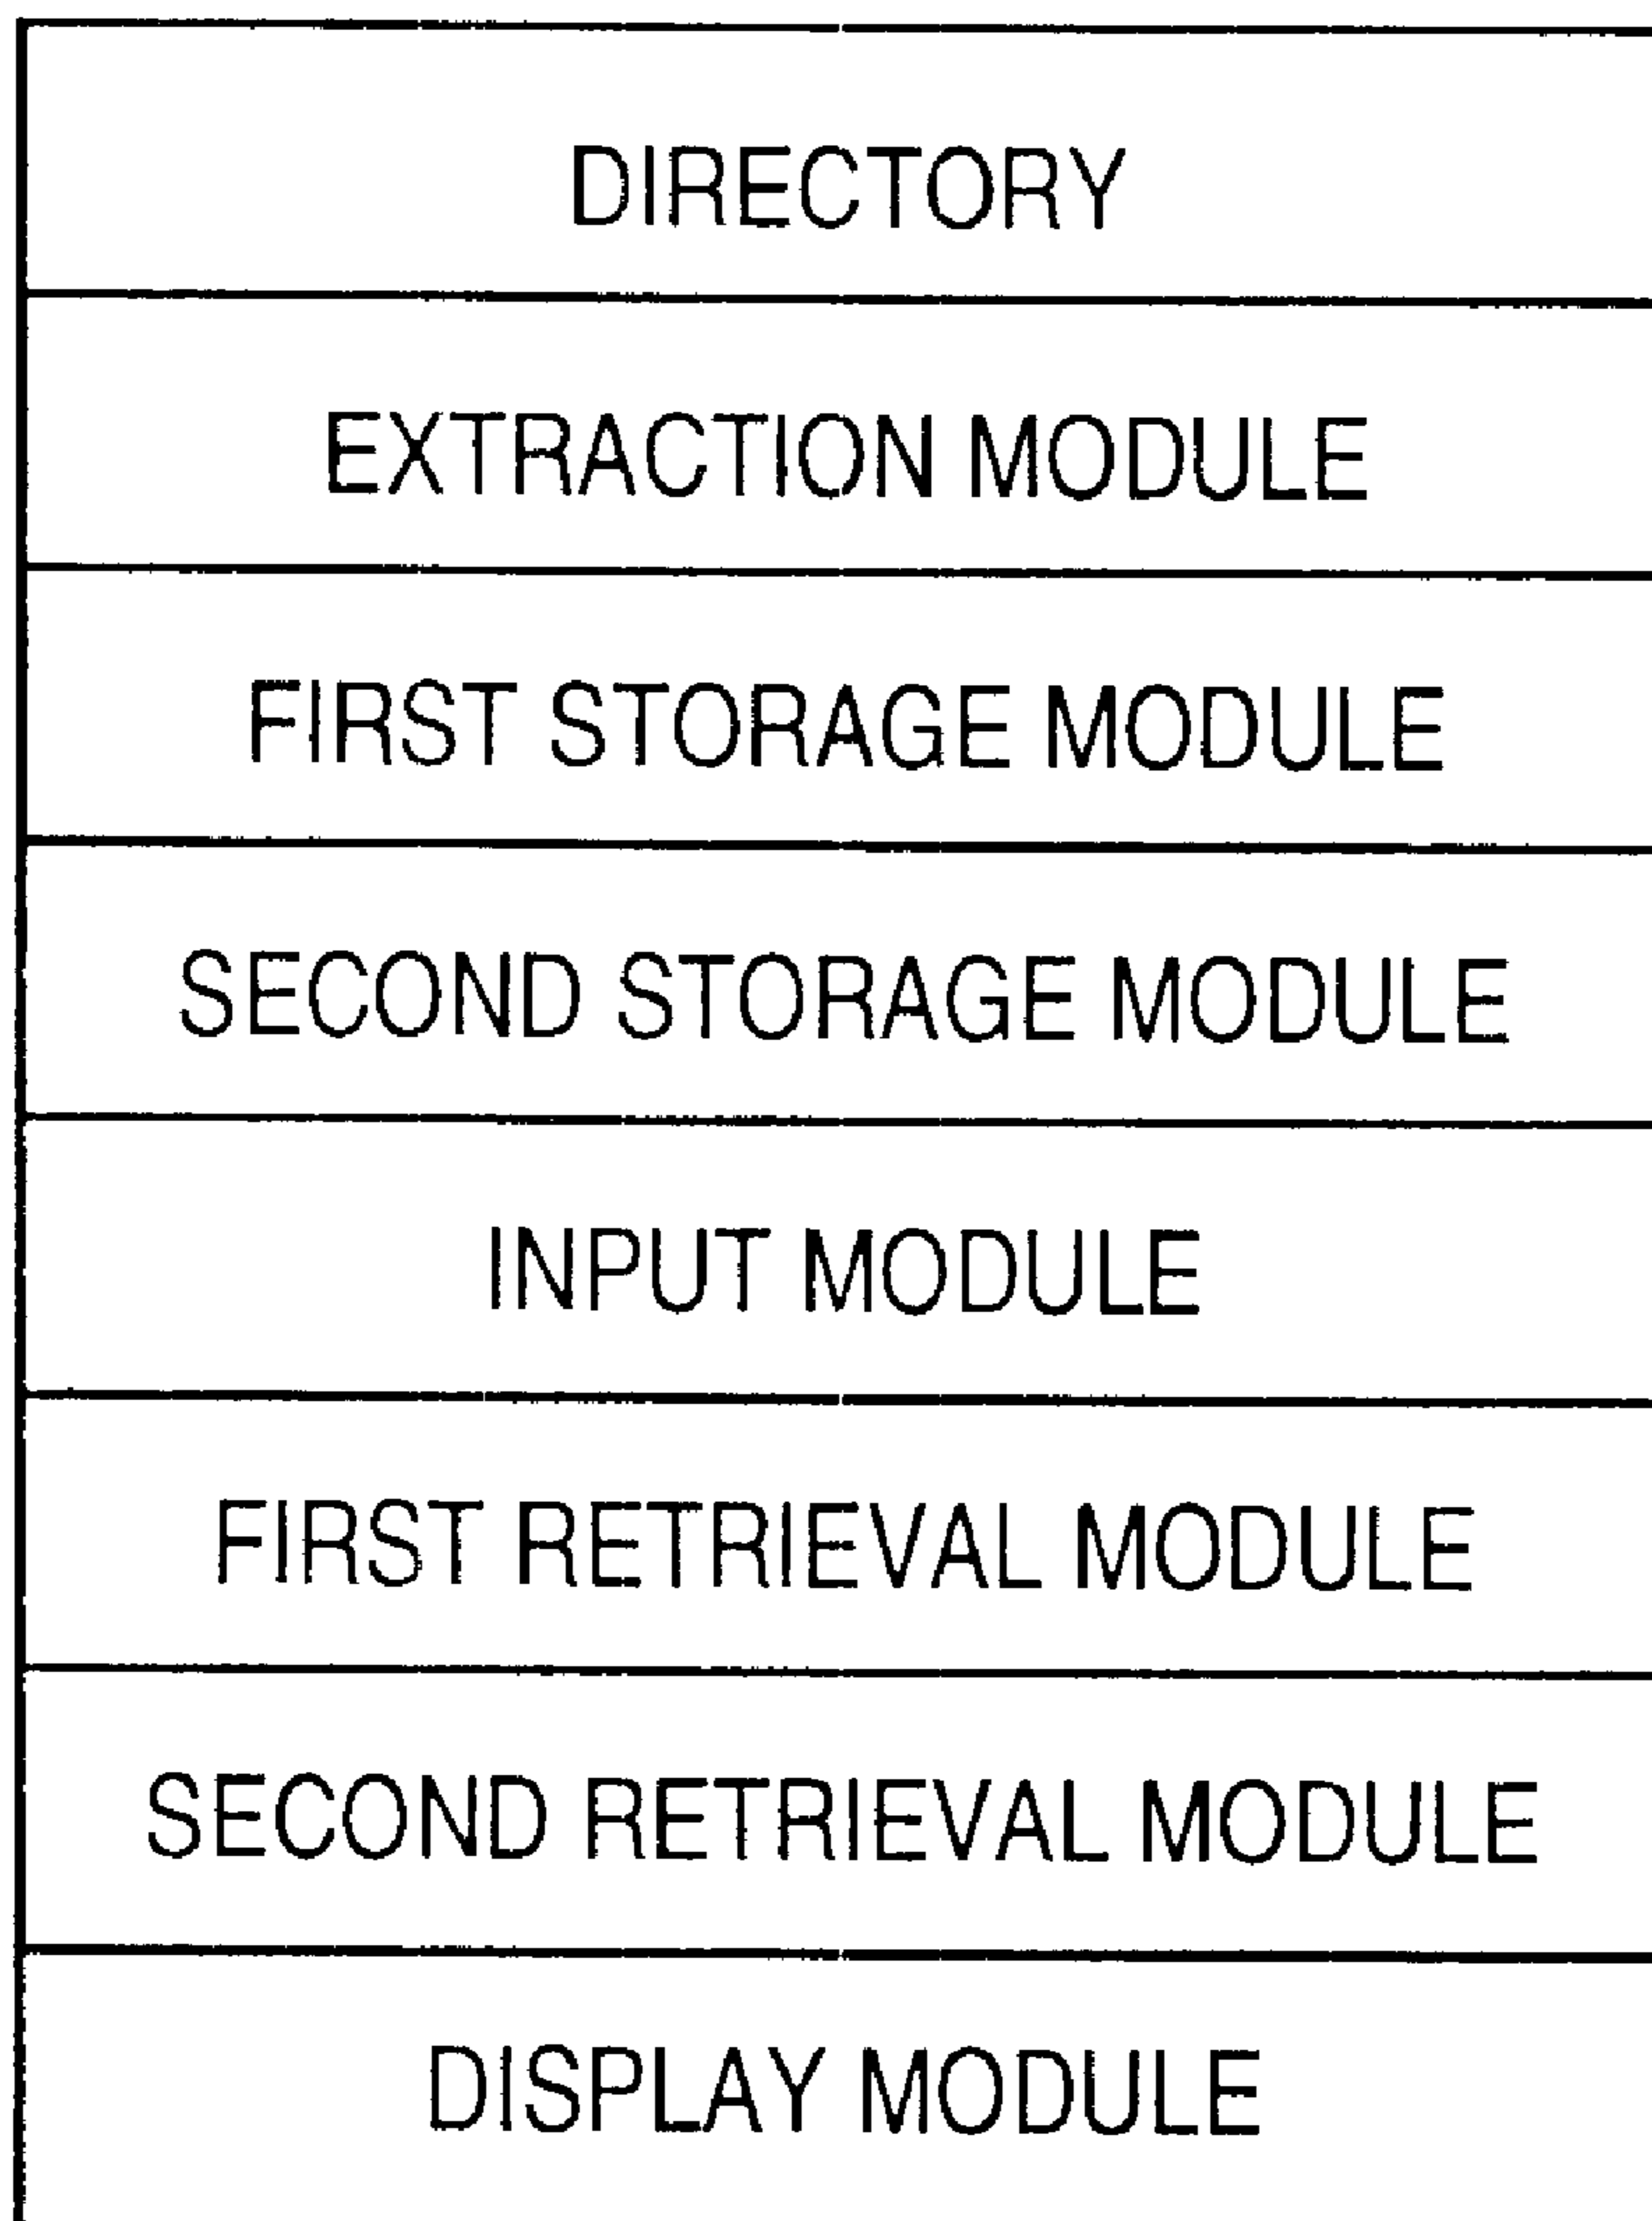 DIRECTORY
EXTRACTION MODULE
FIRST STORAGE MODULE
SECOND STORAGE MODULE
INPUT MODULE
FIRST RETRIEVAL MODULE
SECOND RETRIEVAL MODULE
DISPLAY MODULE